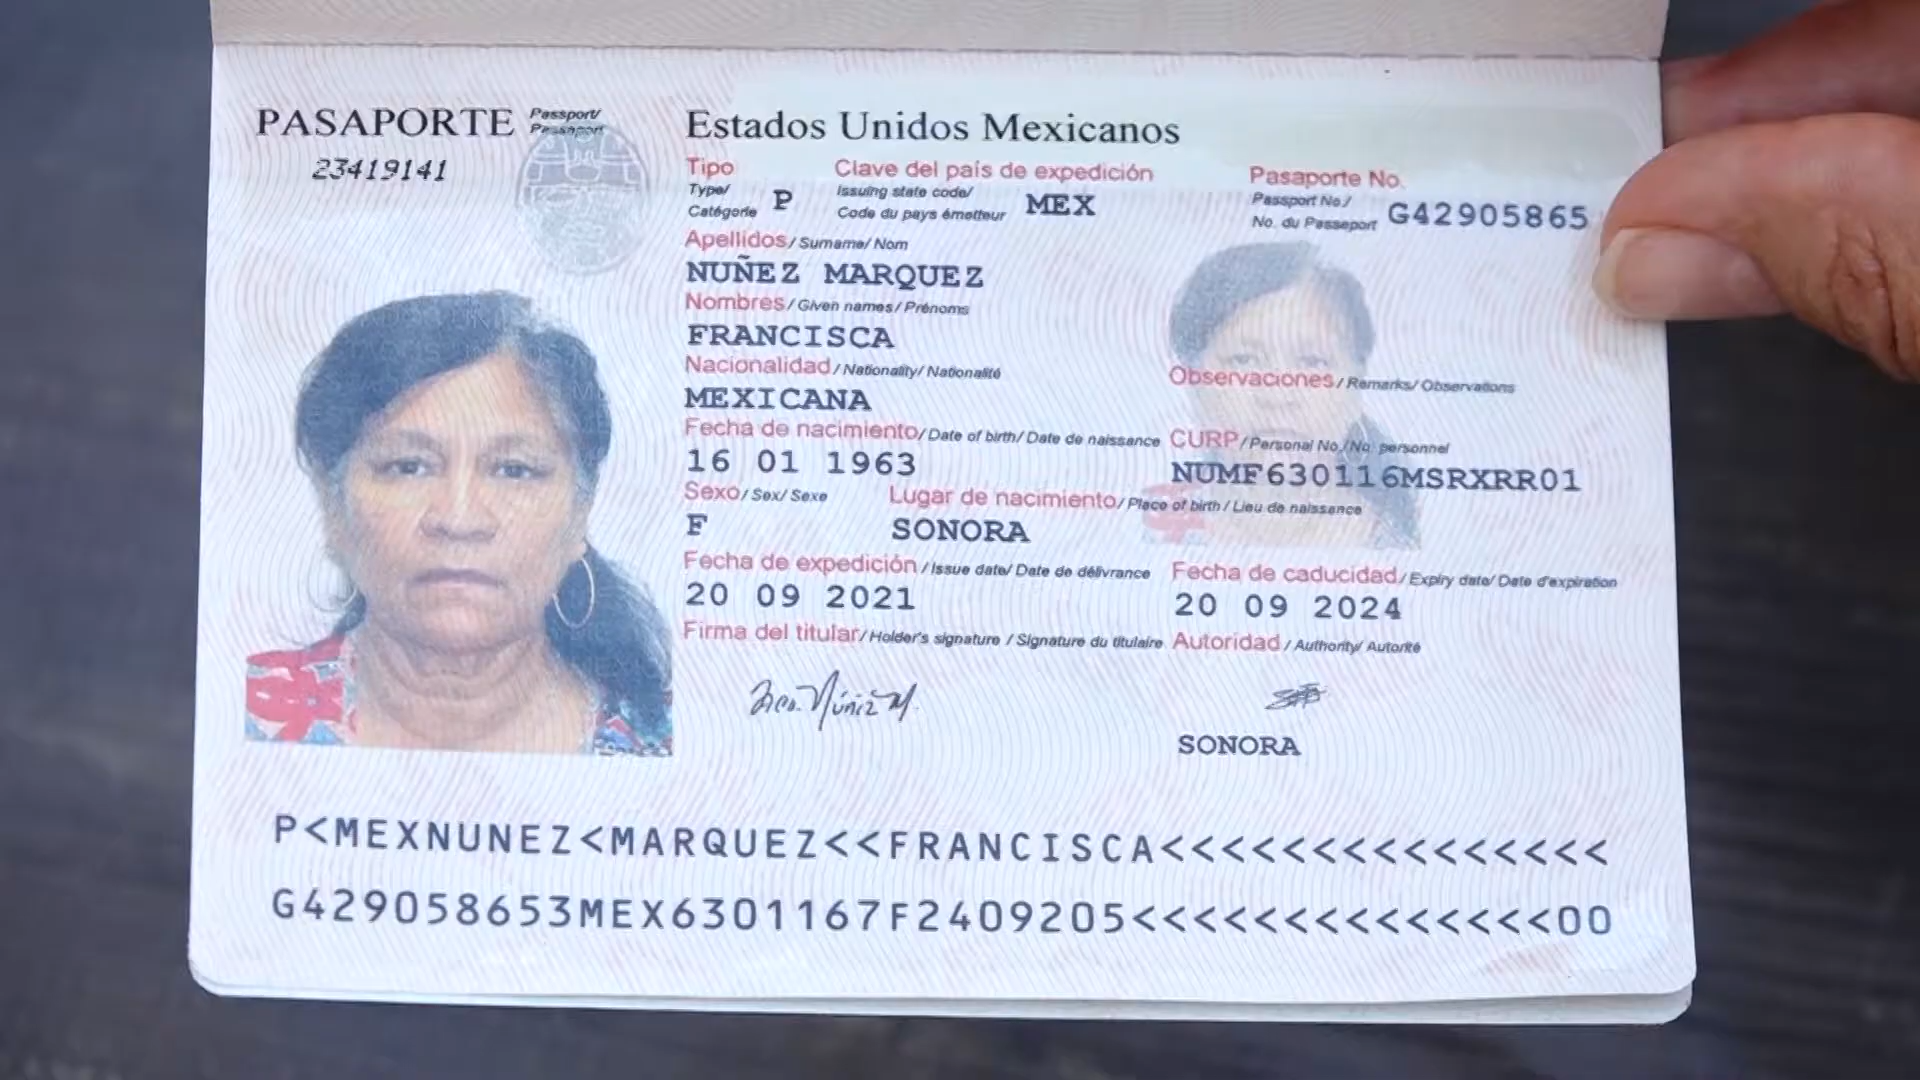 PASAPORTE Passport/ Passeport
23419141
Estados Unidos Mexicanos
Tipo Type/ Catégorie P
Clave del país de expedición Issuing state code/ Code du pays émetteur MEX
Pasaporte No. Passport No./ No. du Passeport G42905865
Apellidos/ Surname/ Nom
NUÑEZ MARQUEZ
Nombres/ Given names/ Prénoms
FRANCISCA
Nacionalidad/ Nationality/ Nationalité
MEXICANA
Observaciones/ Remarks/ Observations
Fecha de nacimiento/ Date of birth/ Date de naissance
16 01 1963
CURP/ Personal No./No. personnel
NUMF630116MSRXRR01
Sexo/ Sex/ Sexe
F
Lugar de nacimiento/ Place of birth / Lieu de naissance
SONORA
Fecha de expedición / Issue date/ Date de délivrance
20 09 2021
Fecha de caducidad/ Expiry date/ Date d'expiration
20 09 2024
Firma del titular/ Holder's signature / Signature du titulaire
Fca. Núñez M.
Autoridad / Authority/ Autorité
SONORA
P<MEXNUNEZ<MARQUEZ<<FRANCISCA<<<<<<<<<<<<<<<
G429058653MEX6301167F2409205<<<<<<<<<<<<<<00